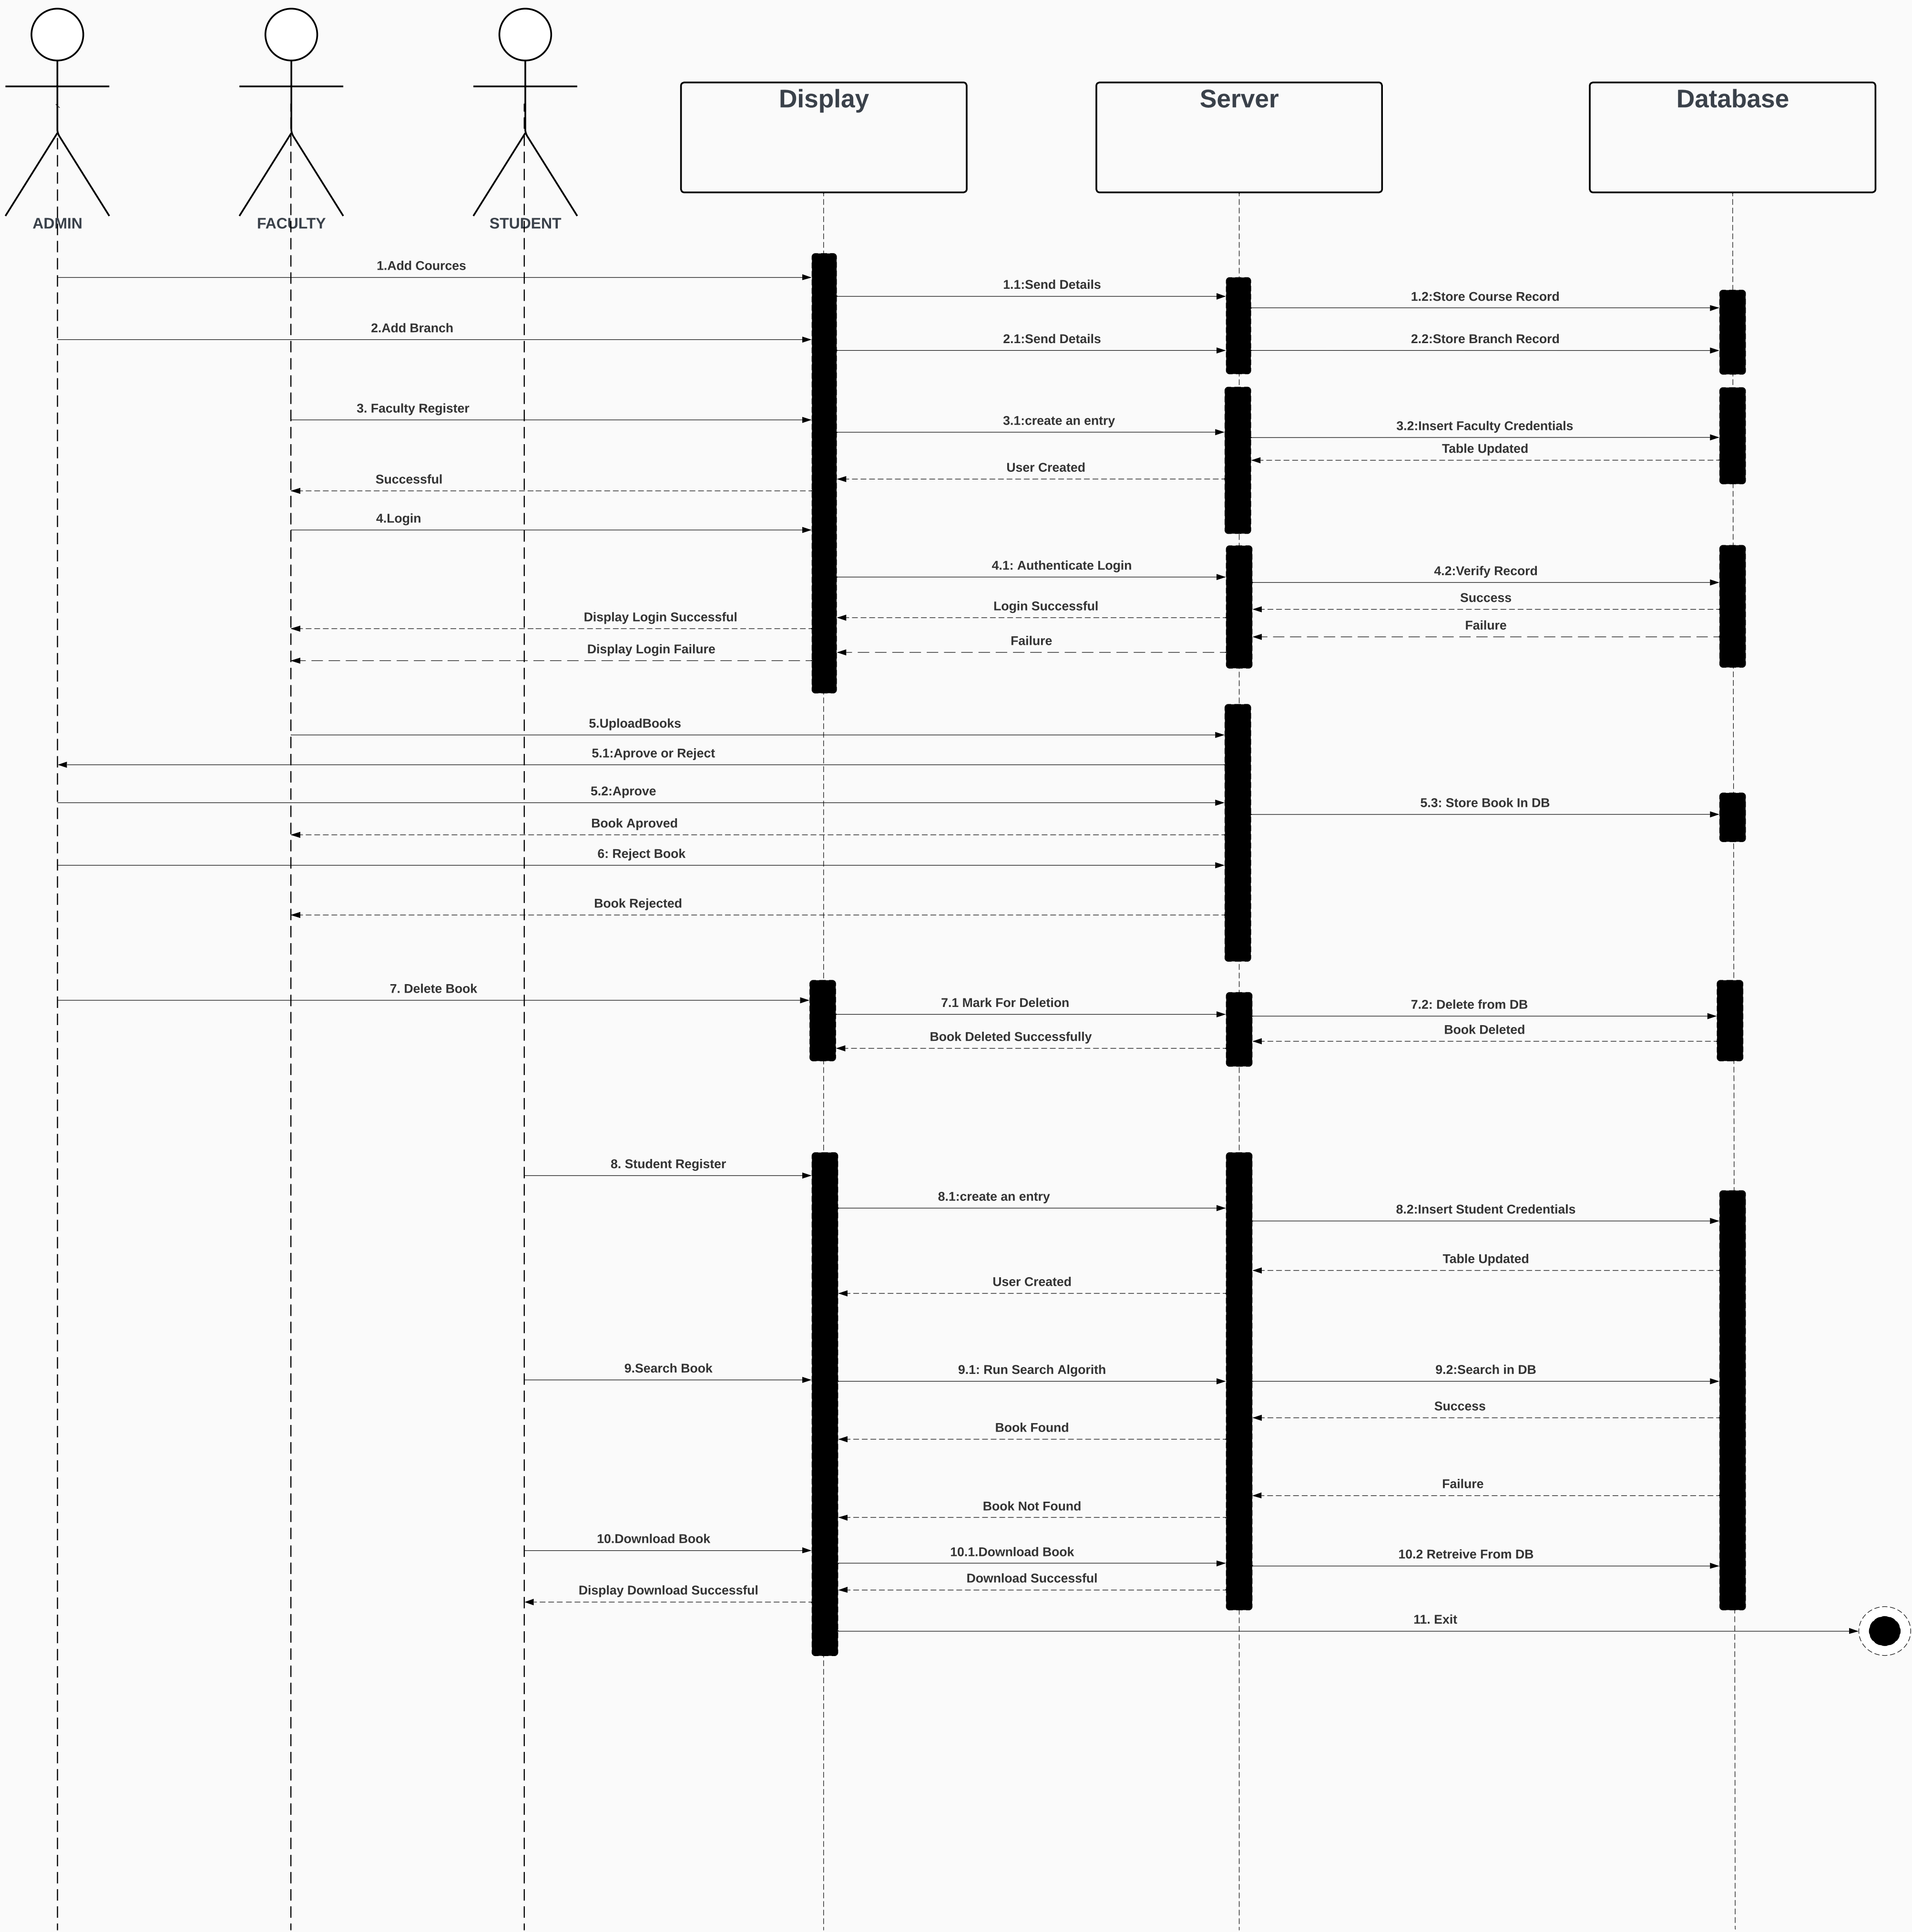 Display
Server
Database
ADMIN
FACULTY
STUDENT
1.Add Cources
1.1:Send Details
1.2:Store Course Record
2.Add Branch
2.1:Send Details
2.2:Store Branch Record
3. Faculty Register
3.1:create an entry
3.2:Insert Faculty Credentials
Table Updated
User Created
Successful
4.Login
4.1: Authenticate Login
4.2:Verify Record
Success
Login Successful
Display Login Successful
Failure
Failure
Display Login Failure
5.UploadBooks
5.1:Aprove or Reject
5.2:Aprove
5.3: Store Book In DB
Book Aproved
6: Reject Book
Book Rejected
7. Delete Book
7.1 Mark For Deletion
7.2: Delete from DB
Book Deleted
Book Deleted Successfully
8. Student Register
8.1:create an entry
8.2:Insert Student Credentials
Table Updated
User Created
9.Search Book
9.1: Run Search Algorith
9.2:Search in DB
Success
Book Found
Failure
Book Not Found
10.Download Book
10.1.Download Book
10.2 Retreive From DB
Download Successful
Display Download Successful
11. Exit